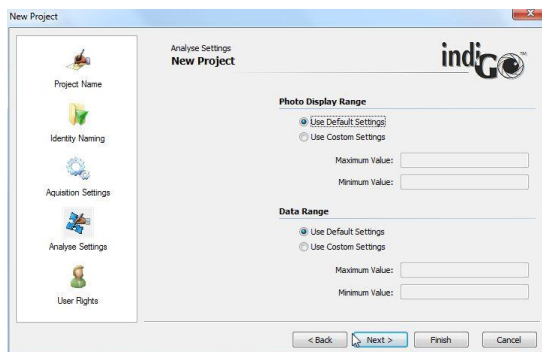 New Project
Project Name
Identity Naming
Aquisition Settings
Analyse Settings
User Rights
Analyse Settings
New Project
indiGo™
Photo Display Range
Use Default Settings
Use Costom Settings
Maximum Value:
Minimum Value:
Data Range
Use Default Settings
Use Costom Settings
Maximum Value:
Minimum Value:
< Back
Next >
Finish
Cancel